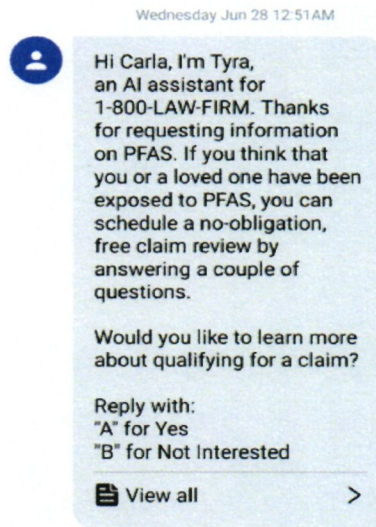 Wednesday Jun 28 12:51AM
Hi Carla, I'm Tyra,
an AI assistant for
1-800-LAW-FIRM. Thanks
for requesting information
on PFAS. If you think that
you or a loved one have been
exposed to PFAS, you can
schedule a no-obligation,
free claim review by
answering a couple of
questions.
Would you like to learn more
about qualifying for a claim?
Reply with:
"A" for Yes
"B" for Not Interested
View all